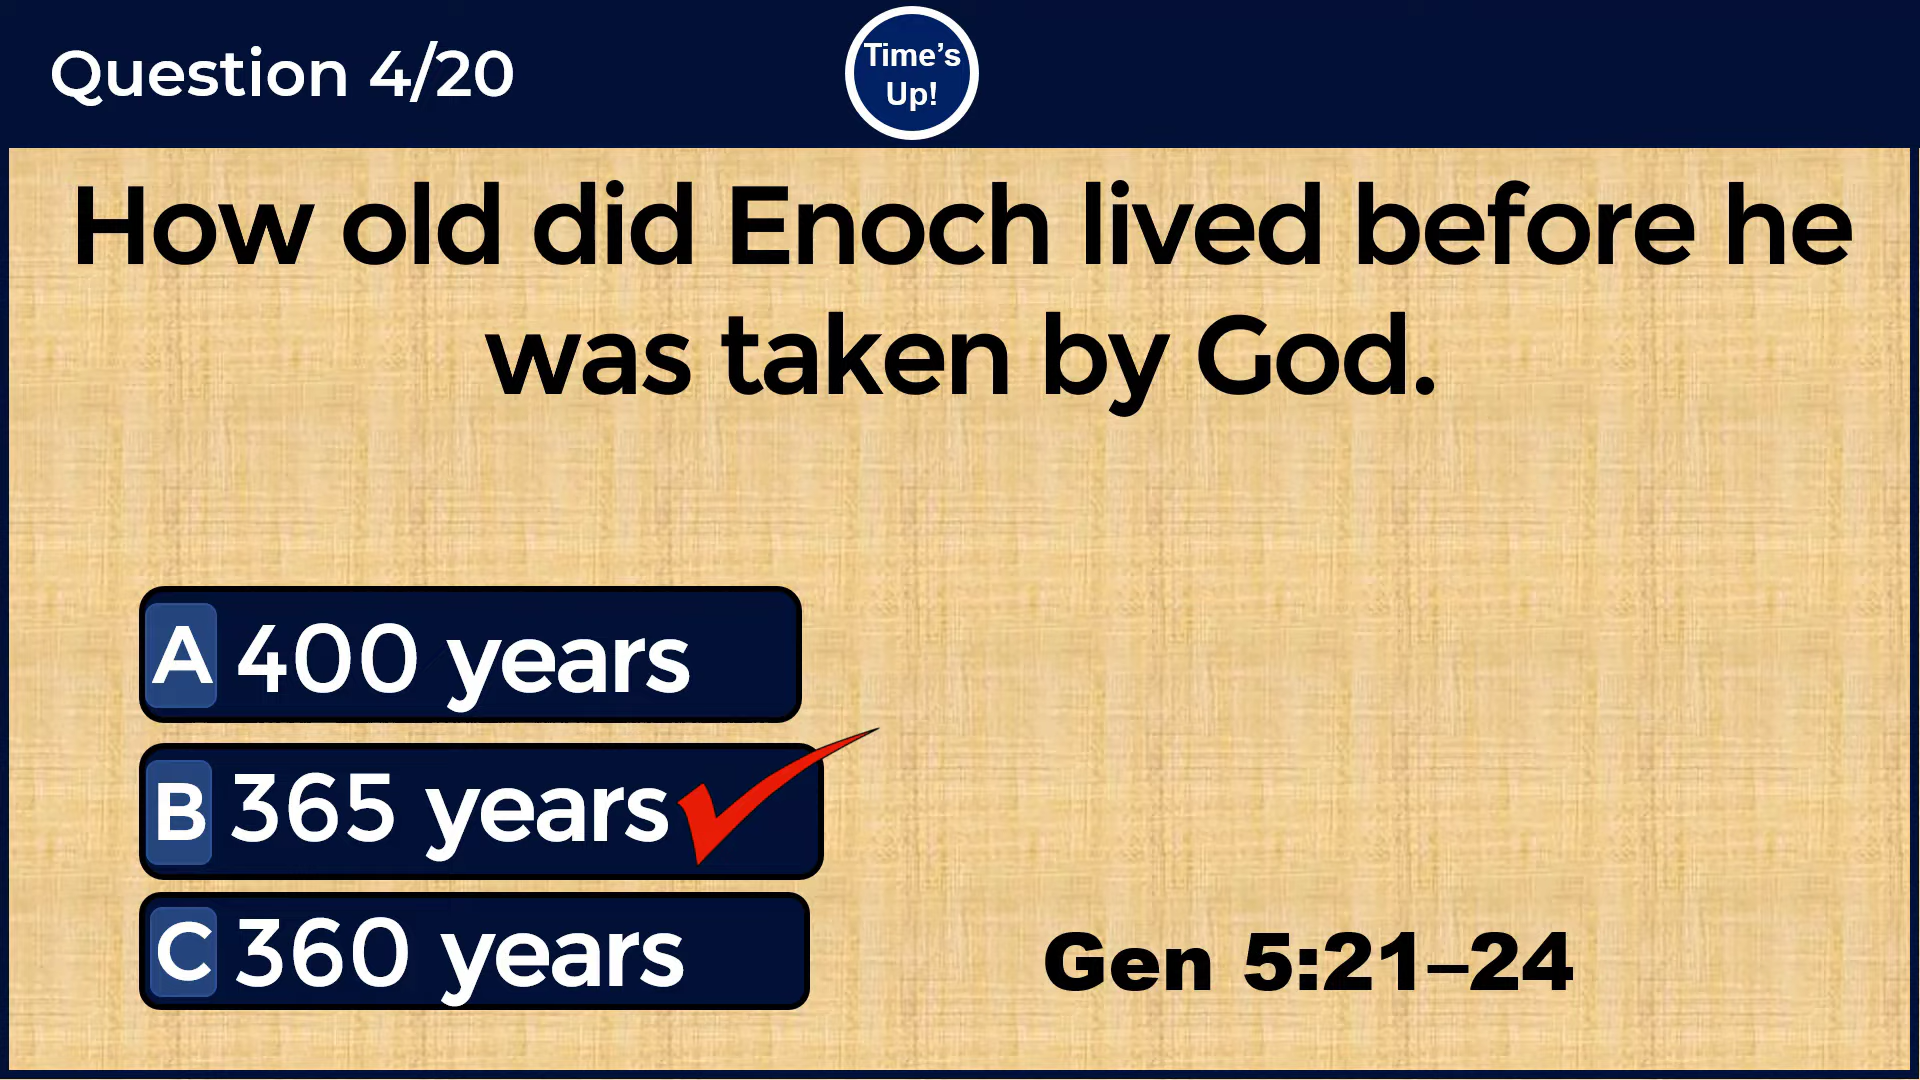 Question 4/20
Time's
Up!
How old did Enoch lived before he
was taken by God.
A 400 years
B 365 years
C 360 years
Gen 5:21–24